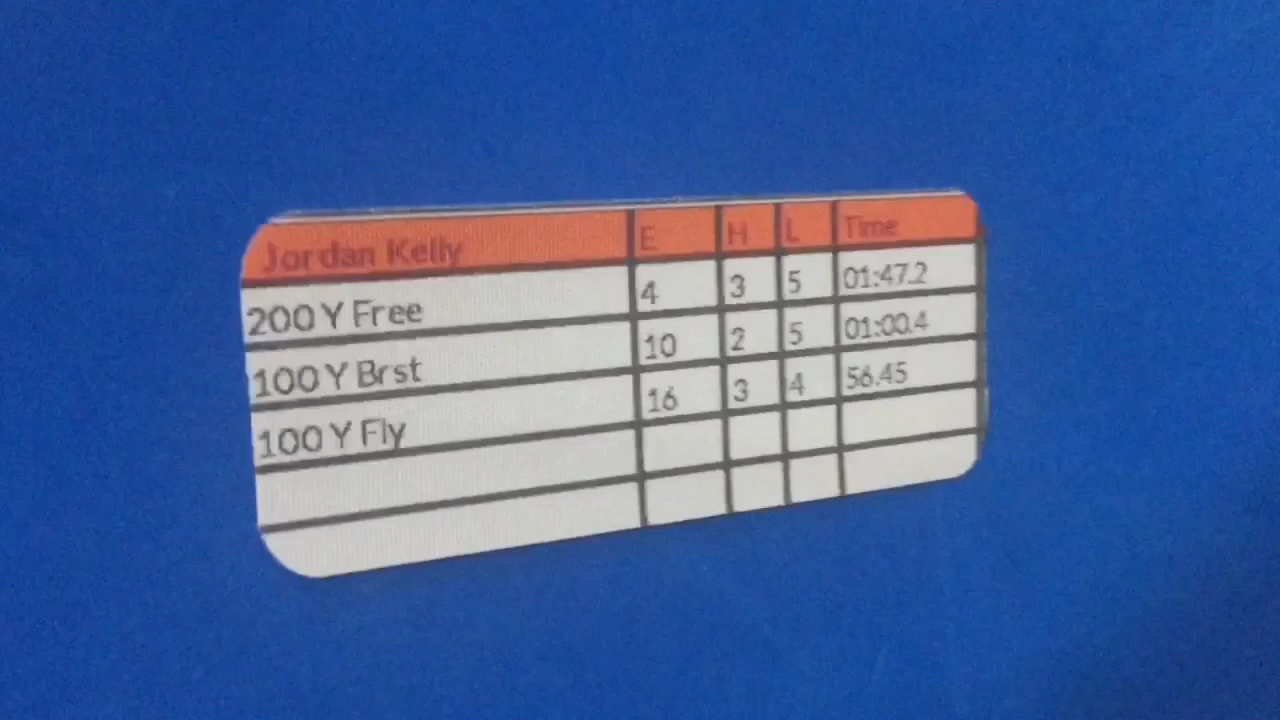 Jordan Kelly E H L Time
200 Y Free 4 3 5 01:47.2
100 Y Brst 10 2 5 01:00.4
100 Y Fly 16 3 4 56.45